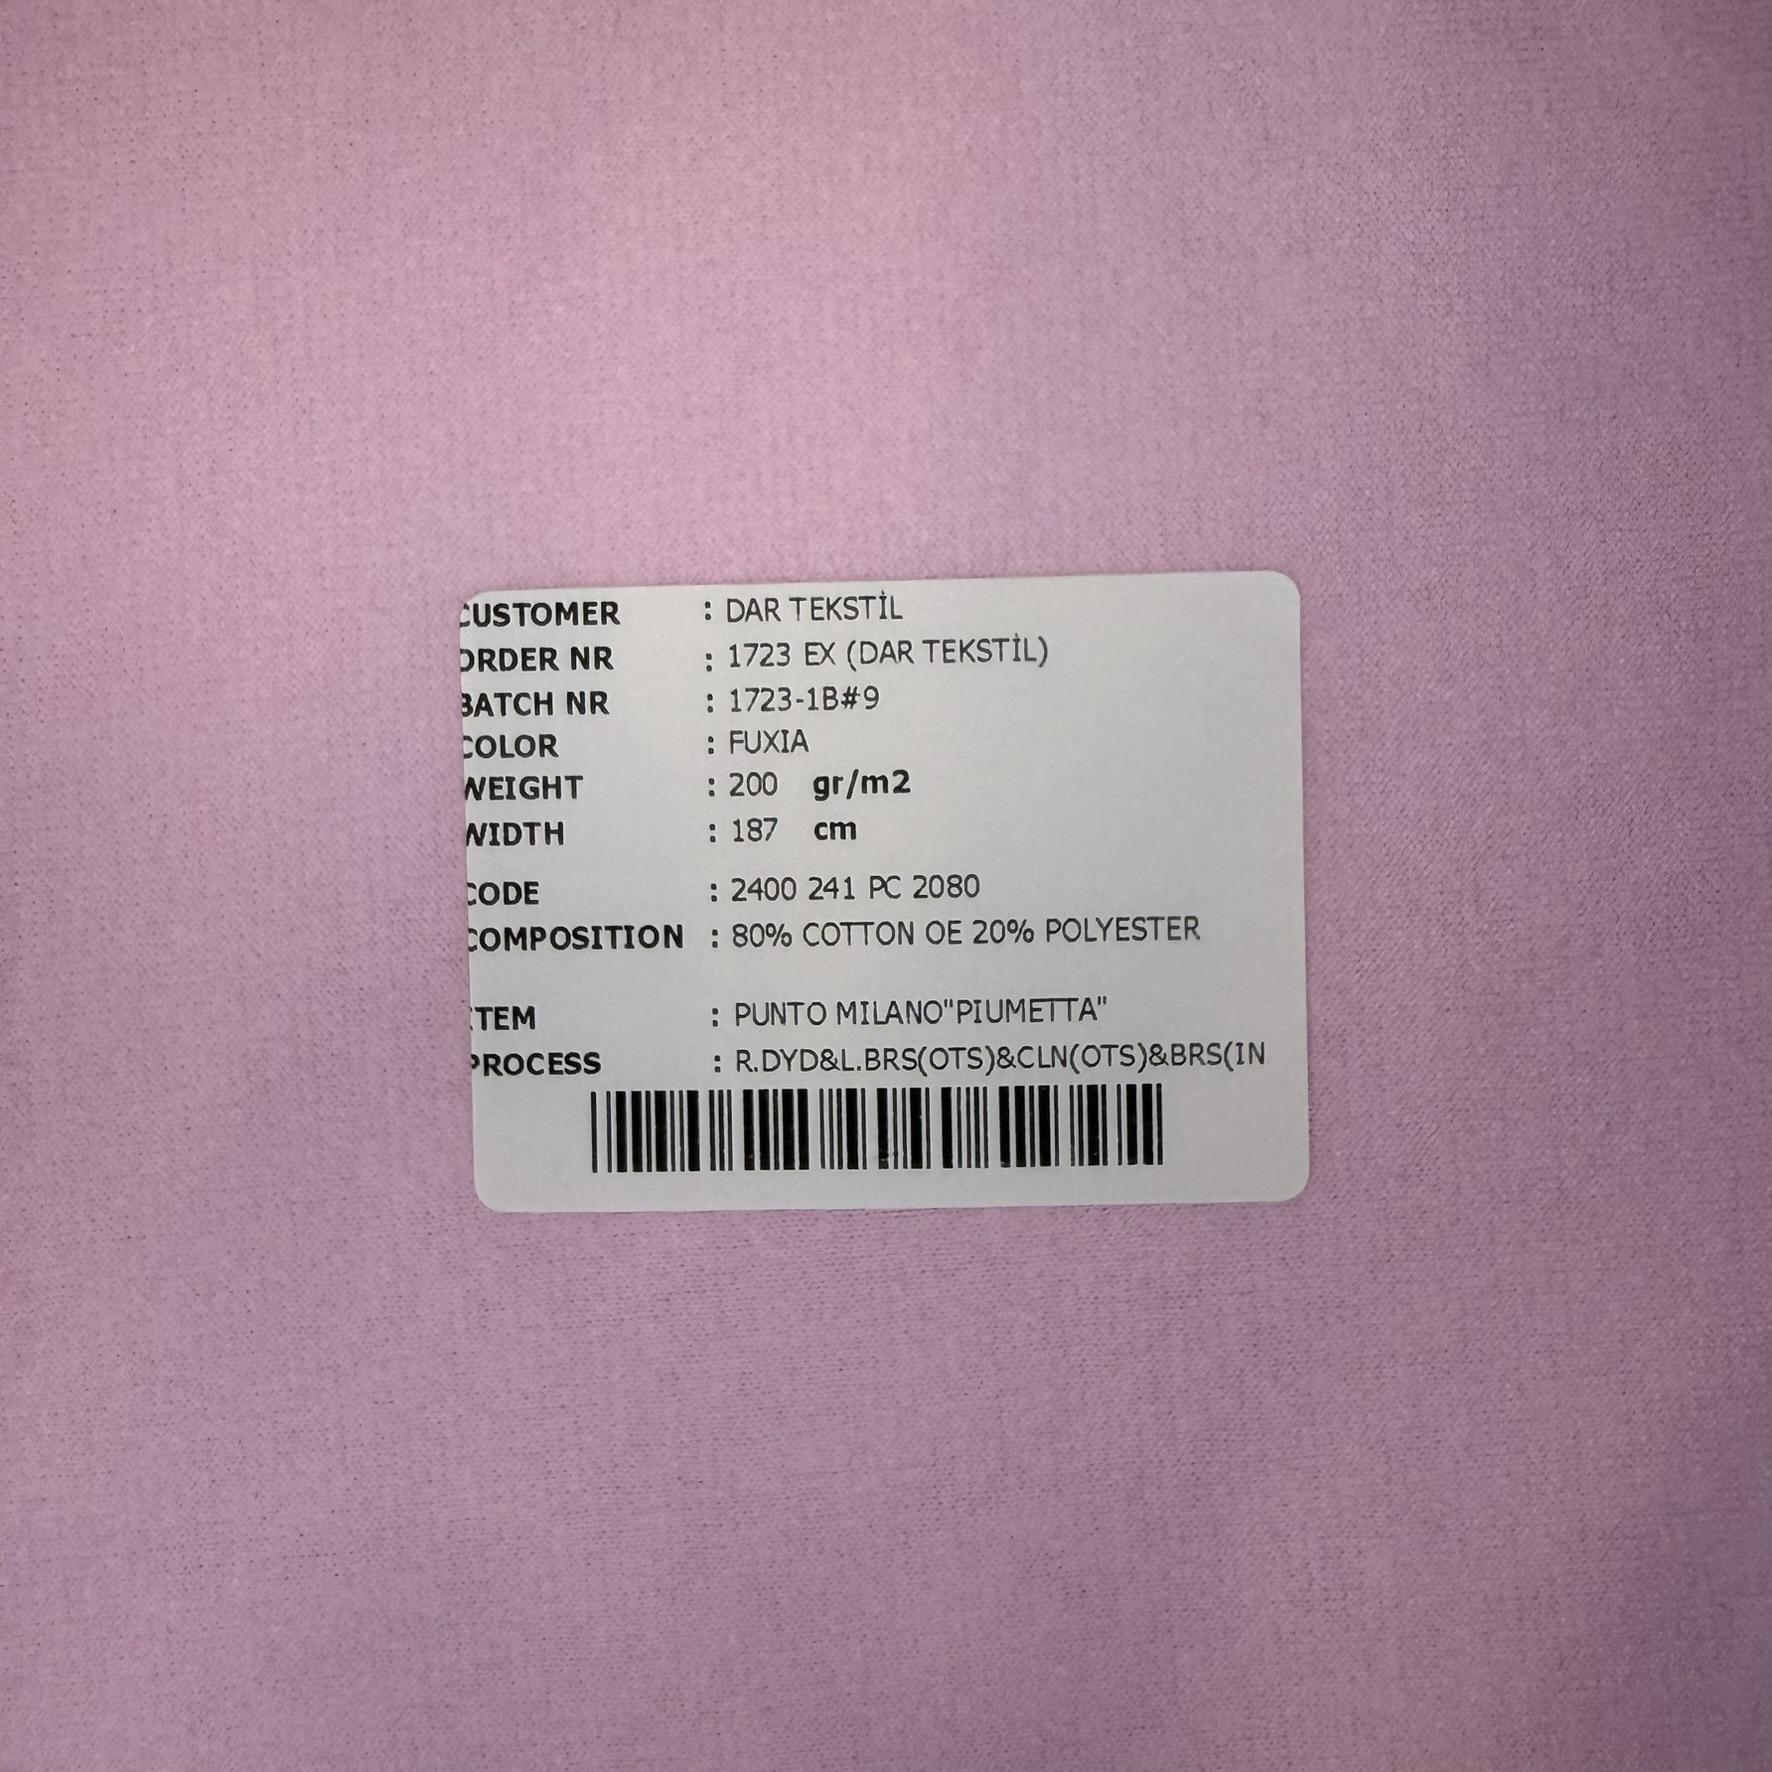 CUSTOMER : DAR TEKSTİL
ORDER NR : 1723 EX (DAR TEKSTİL)
BATCH NR : 1723-1B#9
COLOR : FUXIA
WEIGHT : 200 gr/m2
WIDTH : 187 cm
CODE : 2400 241 PC 2080
COMPOSITION : 80% COTTON OE 20% POLYESTER
ITEM : PUNTO MILANO"PIUMETTA"
PROCESS : R.DYD&L.BRS(OTS)&CLN(OTS)&BRS(IN